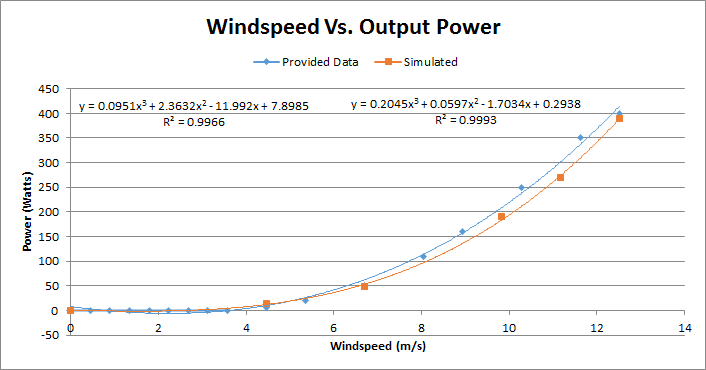 Windspeed Vs. Output Power
Provided Data Simulated
y = 0.0951x³ + 2.3632x² - 11.992x + 7.8985
R² = 0.9966
y = 0.2045x³ + 0.0597x² - 1.7034x + 0.2938
R² = 0.9993
Power (Watts)
450
400
350
300
250
200
150
100
50
0
-50
0 2 4 6 8 10 12 14
Windspeed (m/s)